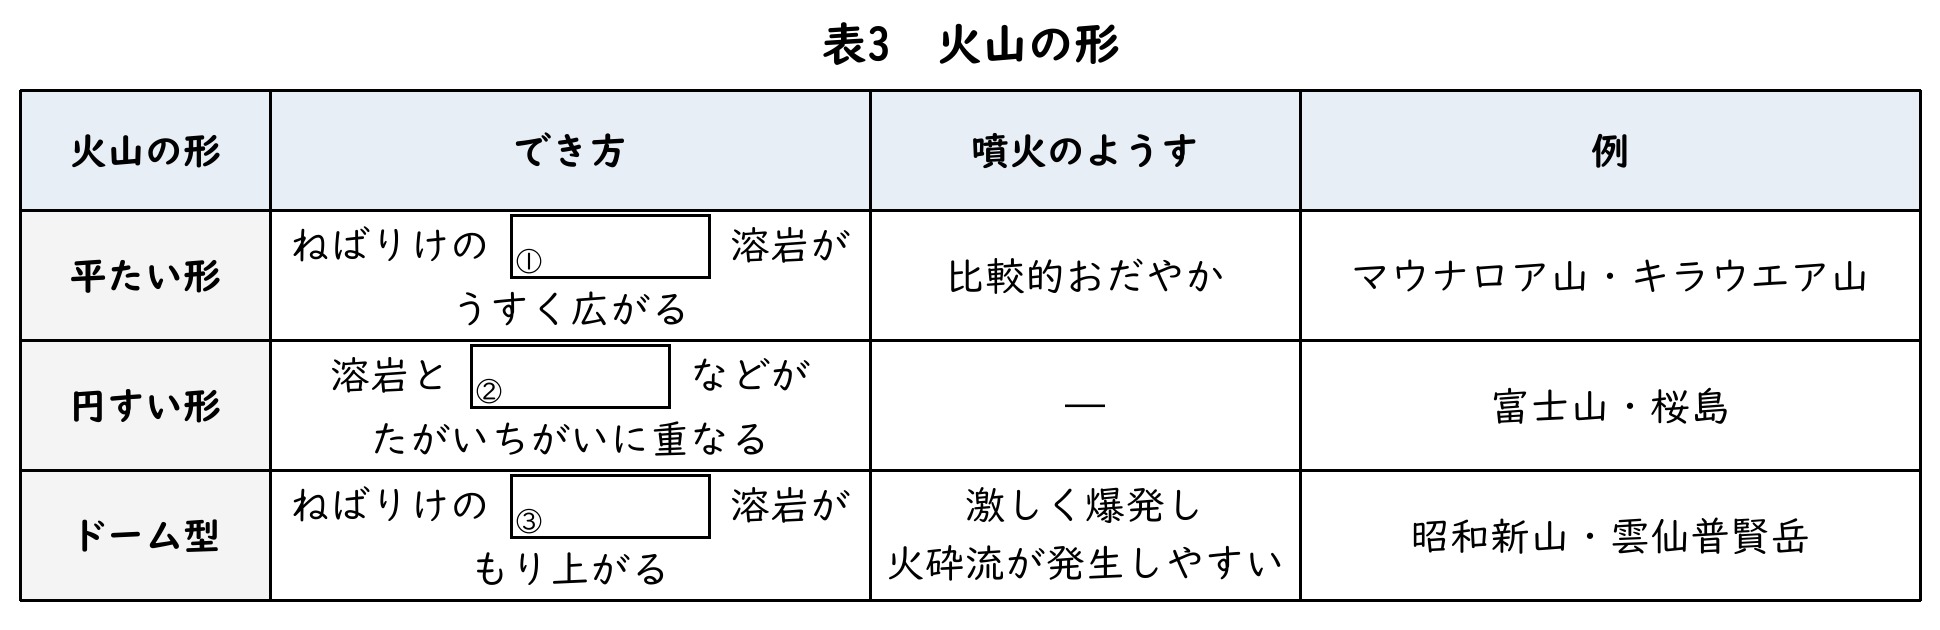 表3　火山の形
火山の形
でき方
噴火のようす
例
平たい形
ねばりけの ① 溶岩が
うすく広がる
比較的おだやか
マウナロア山・キラウエア山
円すい形
溶岩と ② などが
たがいちがいに重なる
―
富士山・桜島
ドーム型
ねばりけの ③ 溶岩が
もり上がる
激しく爆発し
火砕流が発生しやすい
昭和新山・雲仙普賢岳